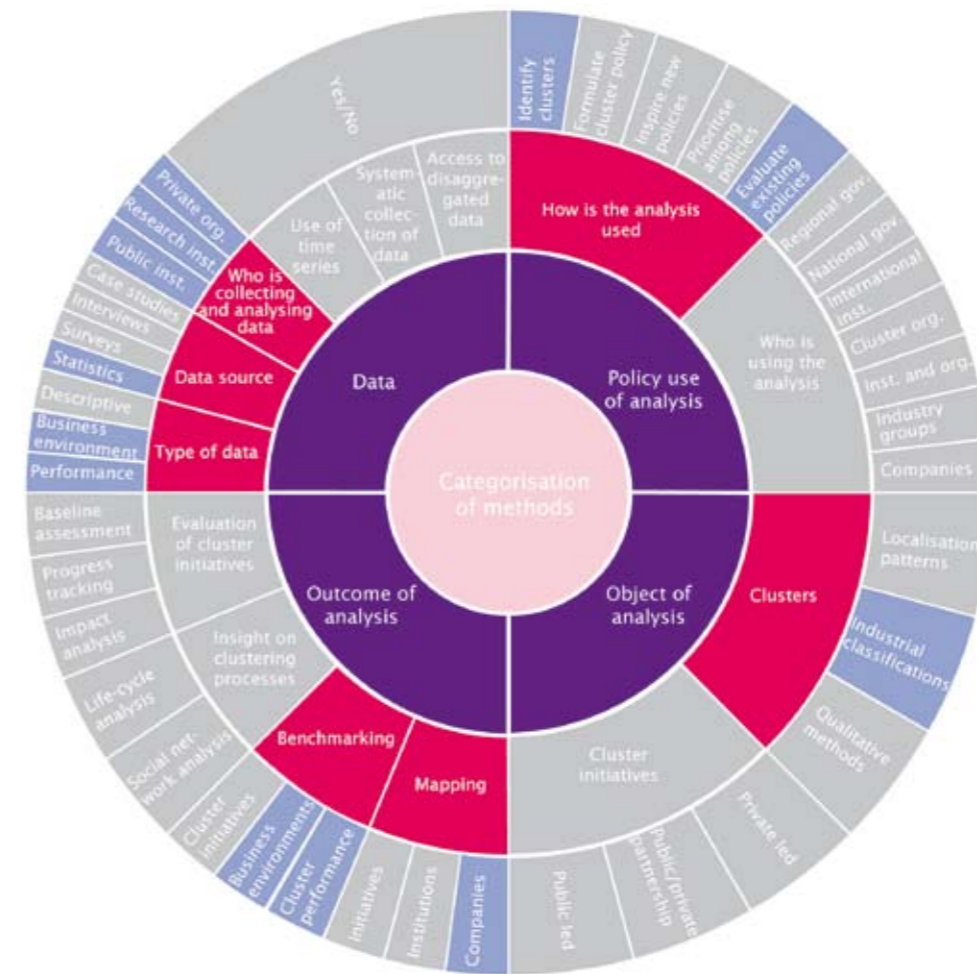 Categorisation
of methods
Policy use
of analysis
Object of
analysis
Outcome of
analysis
Data
How is the analysis
used
Who is
using the
analysis
Clusters
Cluster
initiatives
Mapping
Benchmarking
Insight on
clustering
processes
Evaluation
of cluster
initiatives
Type of data
Data source
Who is
collecting
and analysing
data
Use of
time
series
System-
atic
collec-
tion of
data
Access to
disaggre-
gated
data
Identify
clusters
Formulate
cluster policy
Inspire new
policies
Prioritise
among
policies
Evaluate
existing
policies
Regional gov.
National gov.
International
inst.
Cluster org.
Inst. and org.
Industry
groups
Companies
Localisation
patterns
Industrial
classifications
Qualitative
methods
Private led
Public/private
partnership
Public led
Companies
Institutions
Initiatives
Cluster
performance
Business
environments
Cluster
initiatives
Social net-
work analysis
Life-cycle
analysis
Impact
analysis
Progress
tracking
Baseline
assessment
Performance
Business
environment
Descriptive
Statistics
Surveys
Interviews
Case studies
Public inst.
Research inst.
Private org.
Yes/No